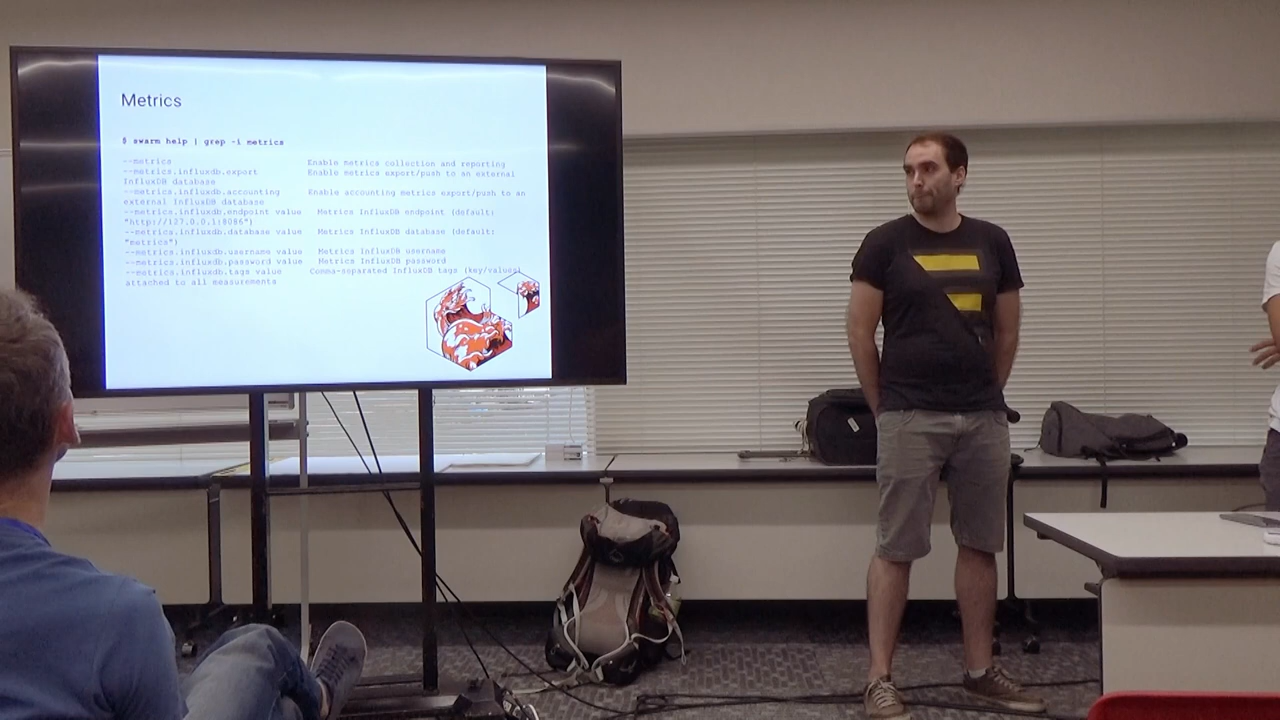 Metrics
$ swarm help | grep -i metrics
--metrics Enable metrics collection and reporting
--metrics.influxdb.export Enable metrics export/push to an external
InfluxDB database
--metrics.influxdb.accounting Enable accounting metrics export/push to an
external InfluxDB database
--metrics.influxdb.endpoint value Metrics InfluxDB endpoint (default:
"http://127.0.0.1:8086")
--metrics.influxdb.database value Metrics InfluxDB database (default:
"metrics")
--metrics.influxdb.username value Metrics InfluxDB username
--metrics.influxdb.password value Metrics InfluxDB password
--metrics.influxdb.tags value Comma-separated InfluxDB tags (key/values)
attached to all measurements